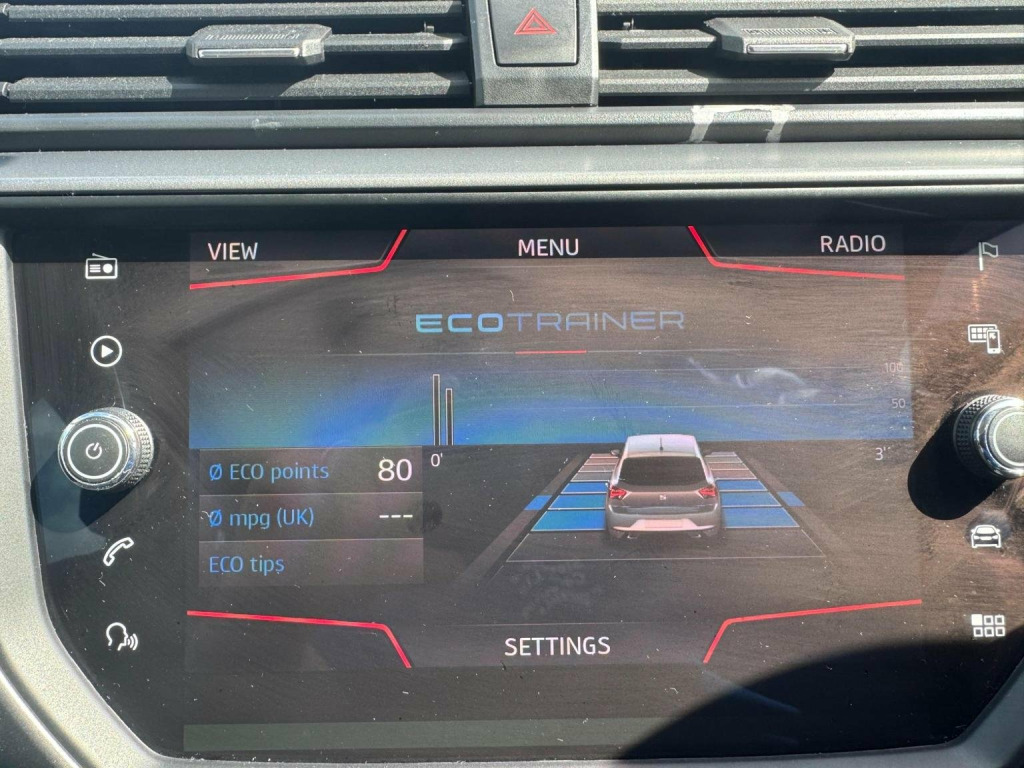 VIEW MENU RADIO
ECOTRAINER
100
50
0' 3'
Ø ECO points 80
Ø mpg (UK) ---
ECO tips
SETTINGS